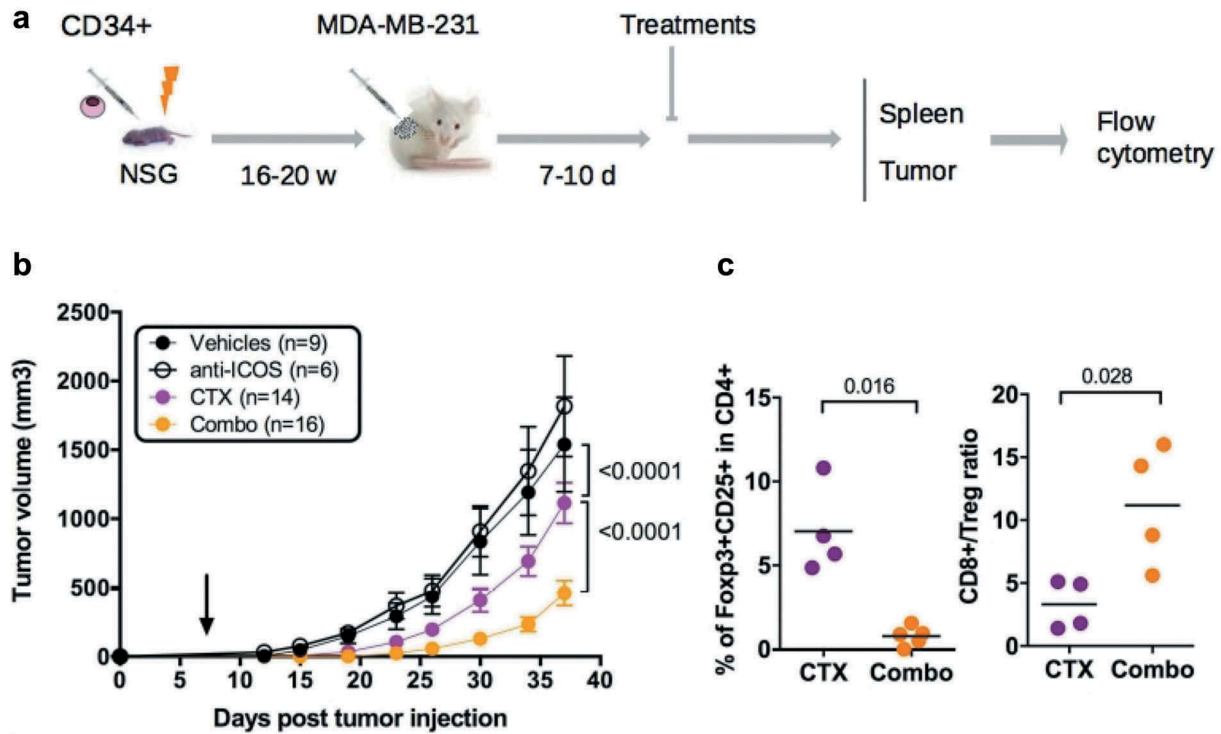 a
CD34+
MDA-MB-231
Treatments
NSG
16-20 w
7-10 d
Spleen
Tumor
Flow
cytometry
b
Tumor volume (mm3)
2500
2000
1500
1000
500
0
Vehicles (n=9)
anti-ICOS (n=6)
CTX (n=14)
Combo (n=16)
<0.0001
<0.0001
0 5 10 15 20 25 30 35 40
Days post tumor injection
c
% of Foxp3+CD25+ in CD4+
15
10
5
0
0.016
CTX Combo
CD8+/Treg ratio
20
15
10
5
0
0.028
CTX Combo